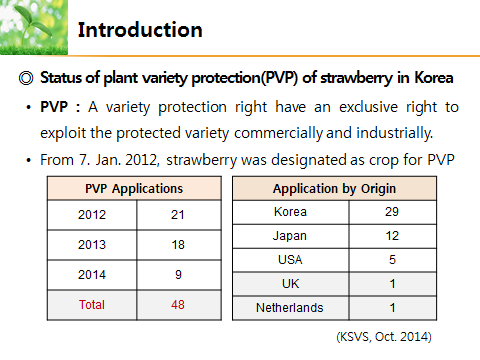 Introduction
◎ Status of plant variety protection(PVP) of strawberry in Korea
• PVP : A variety protection right have an exclusive right to
exploit the protected variety commercially and industrially.
• From 7. Jan. 2012, strawberry was designated as crop for PVP
PVP Applications
2012 21
2013 18
2014 9
Total 48
Application by Origin
Korea 29
Japan 12
USA 5
UK 1
Netherlands 1
(KSVS, Oct. 2014)